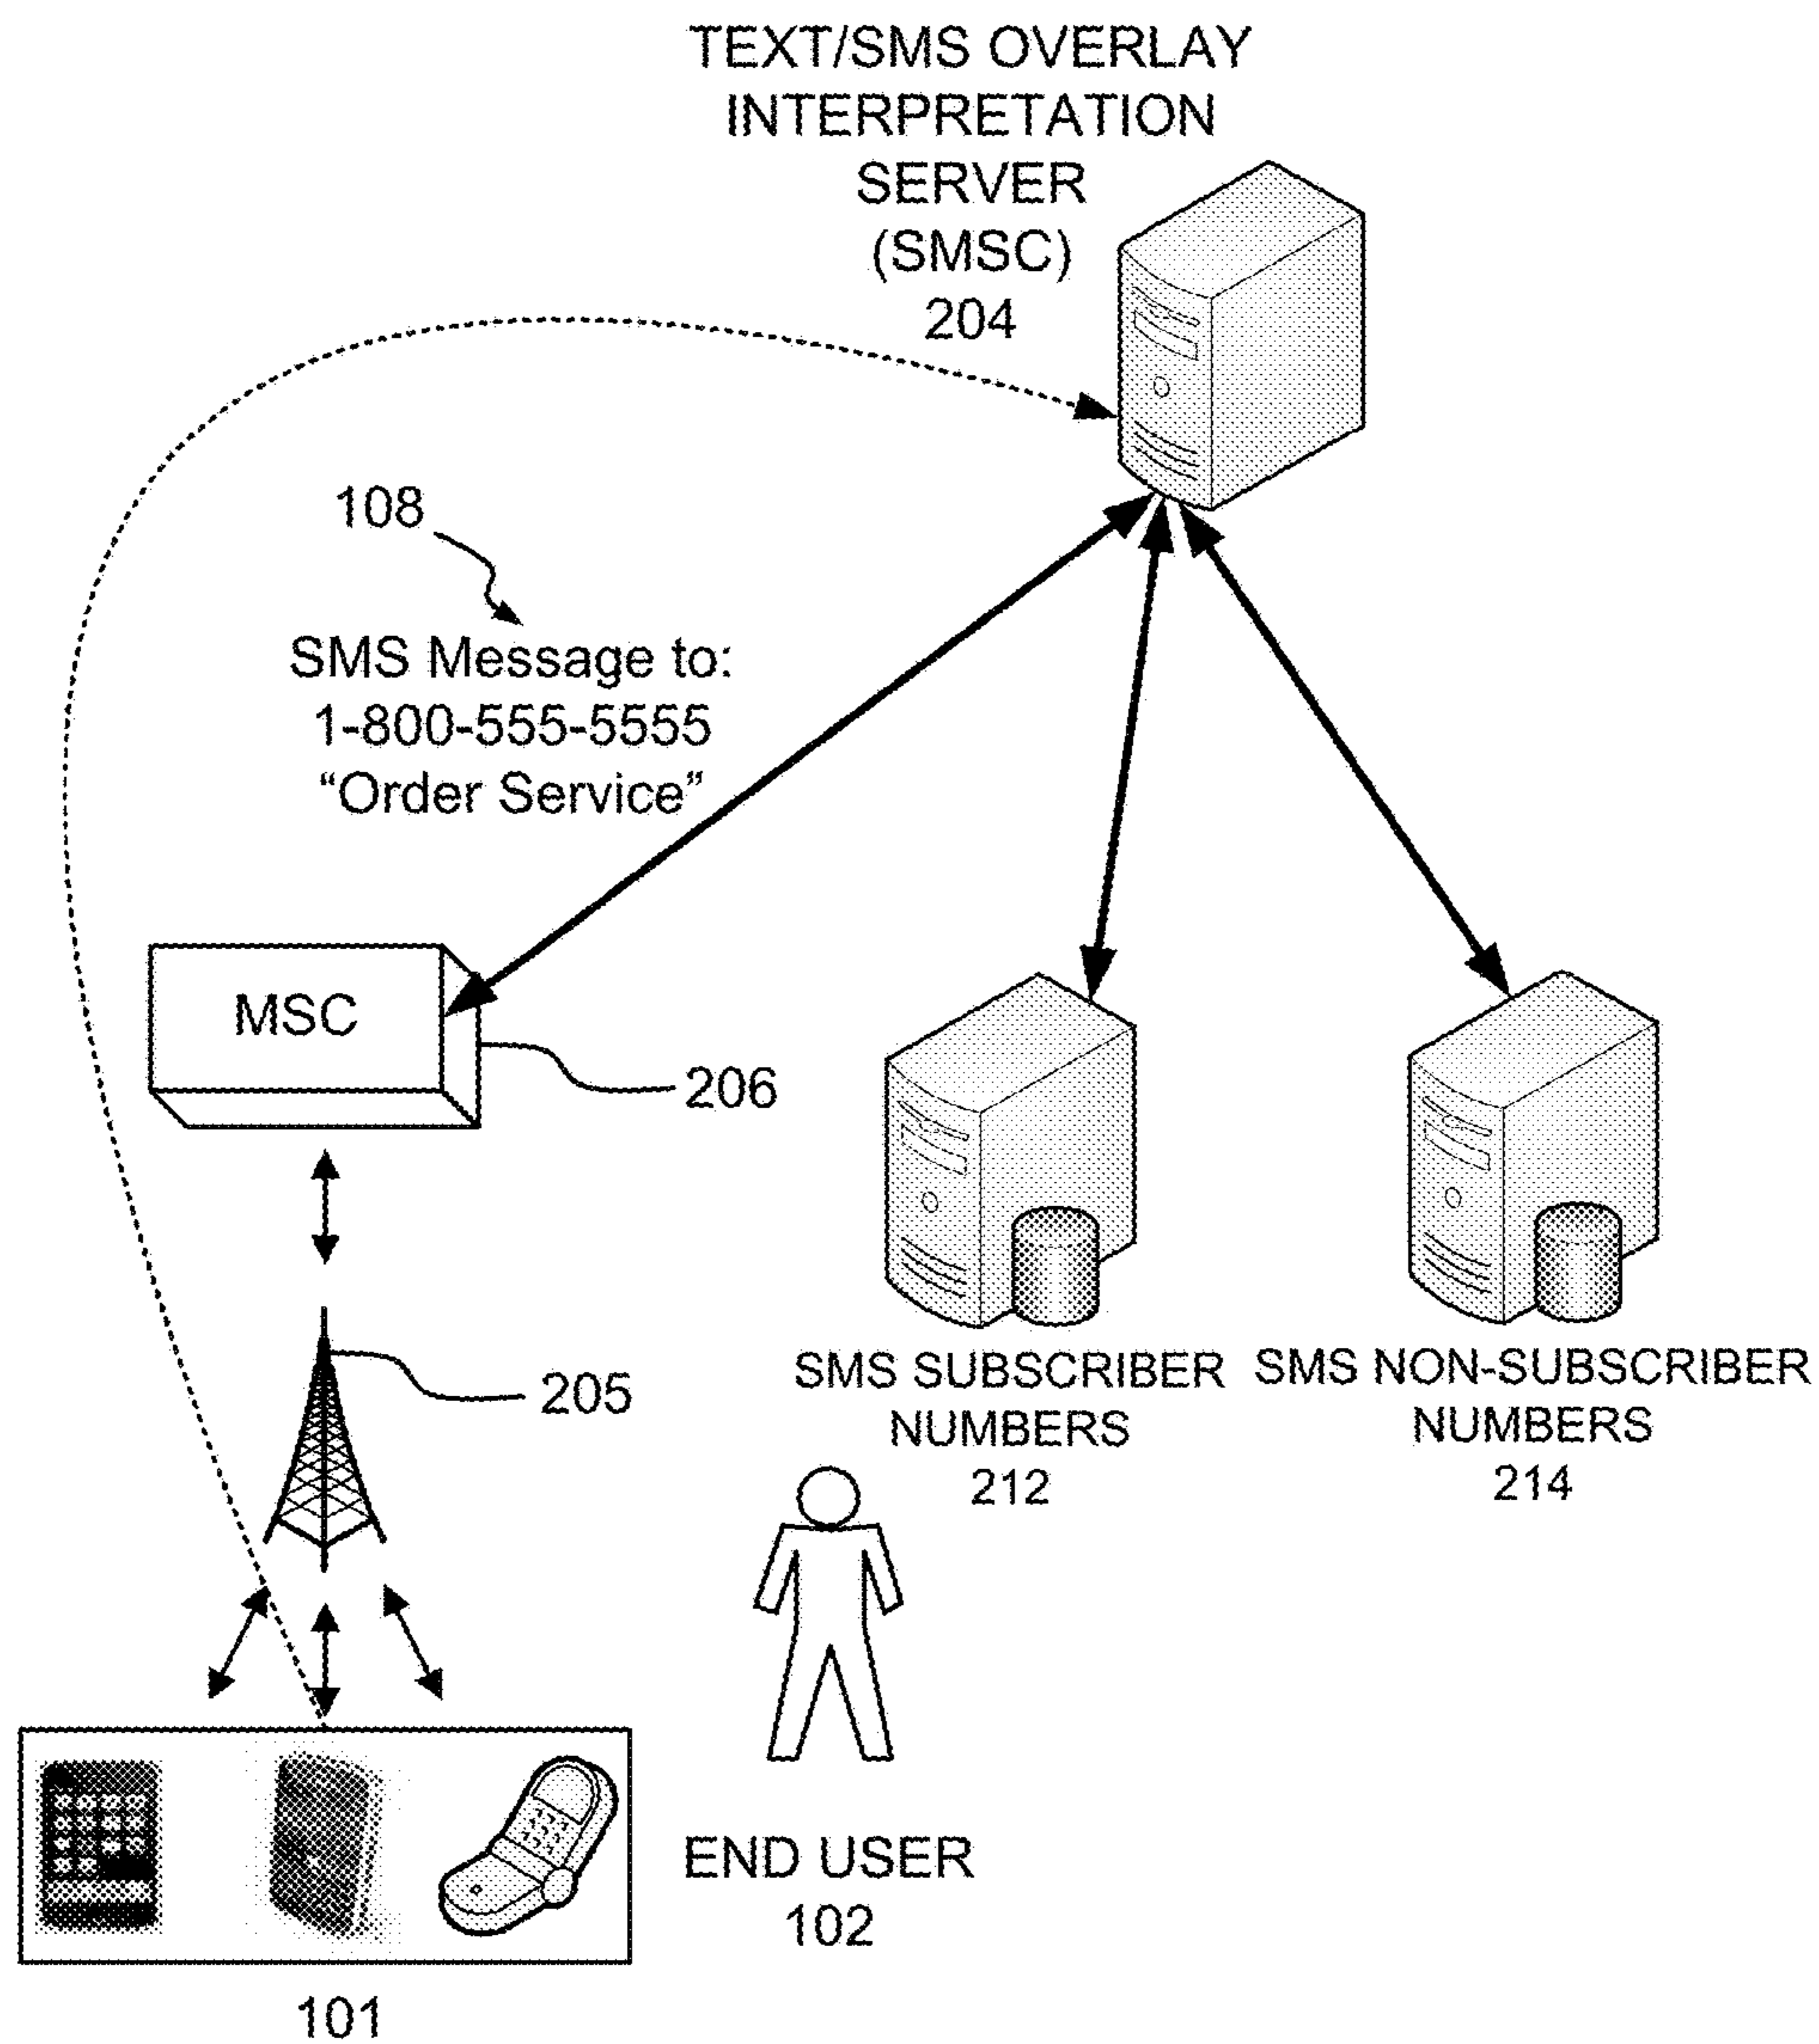 TEXT/SMS OVERLAY
INTERPRETATION
SERVER
(SMSC)
204
108
SMS Message to:
1-800-555-5555
“Order Service”
MSC
206
205
SMS SUBSCRIBER
NUMBERS
212
SMS NON-SUBSCRIBER
NUMBERS
214
END USER
102
101